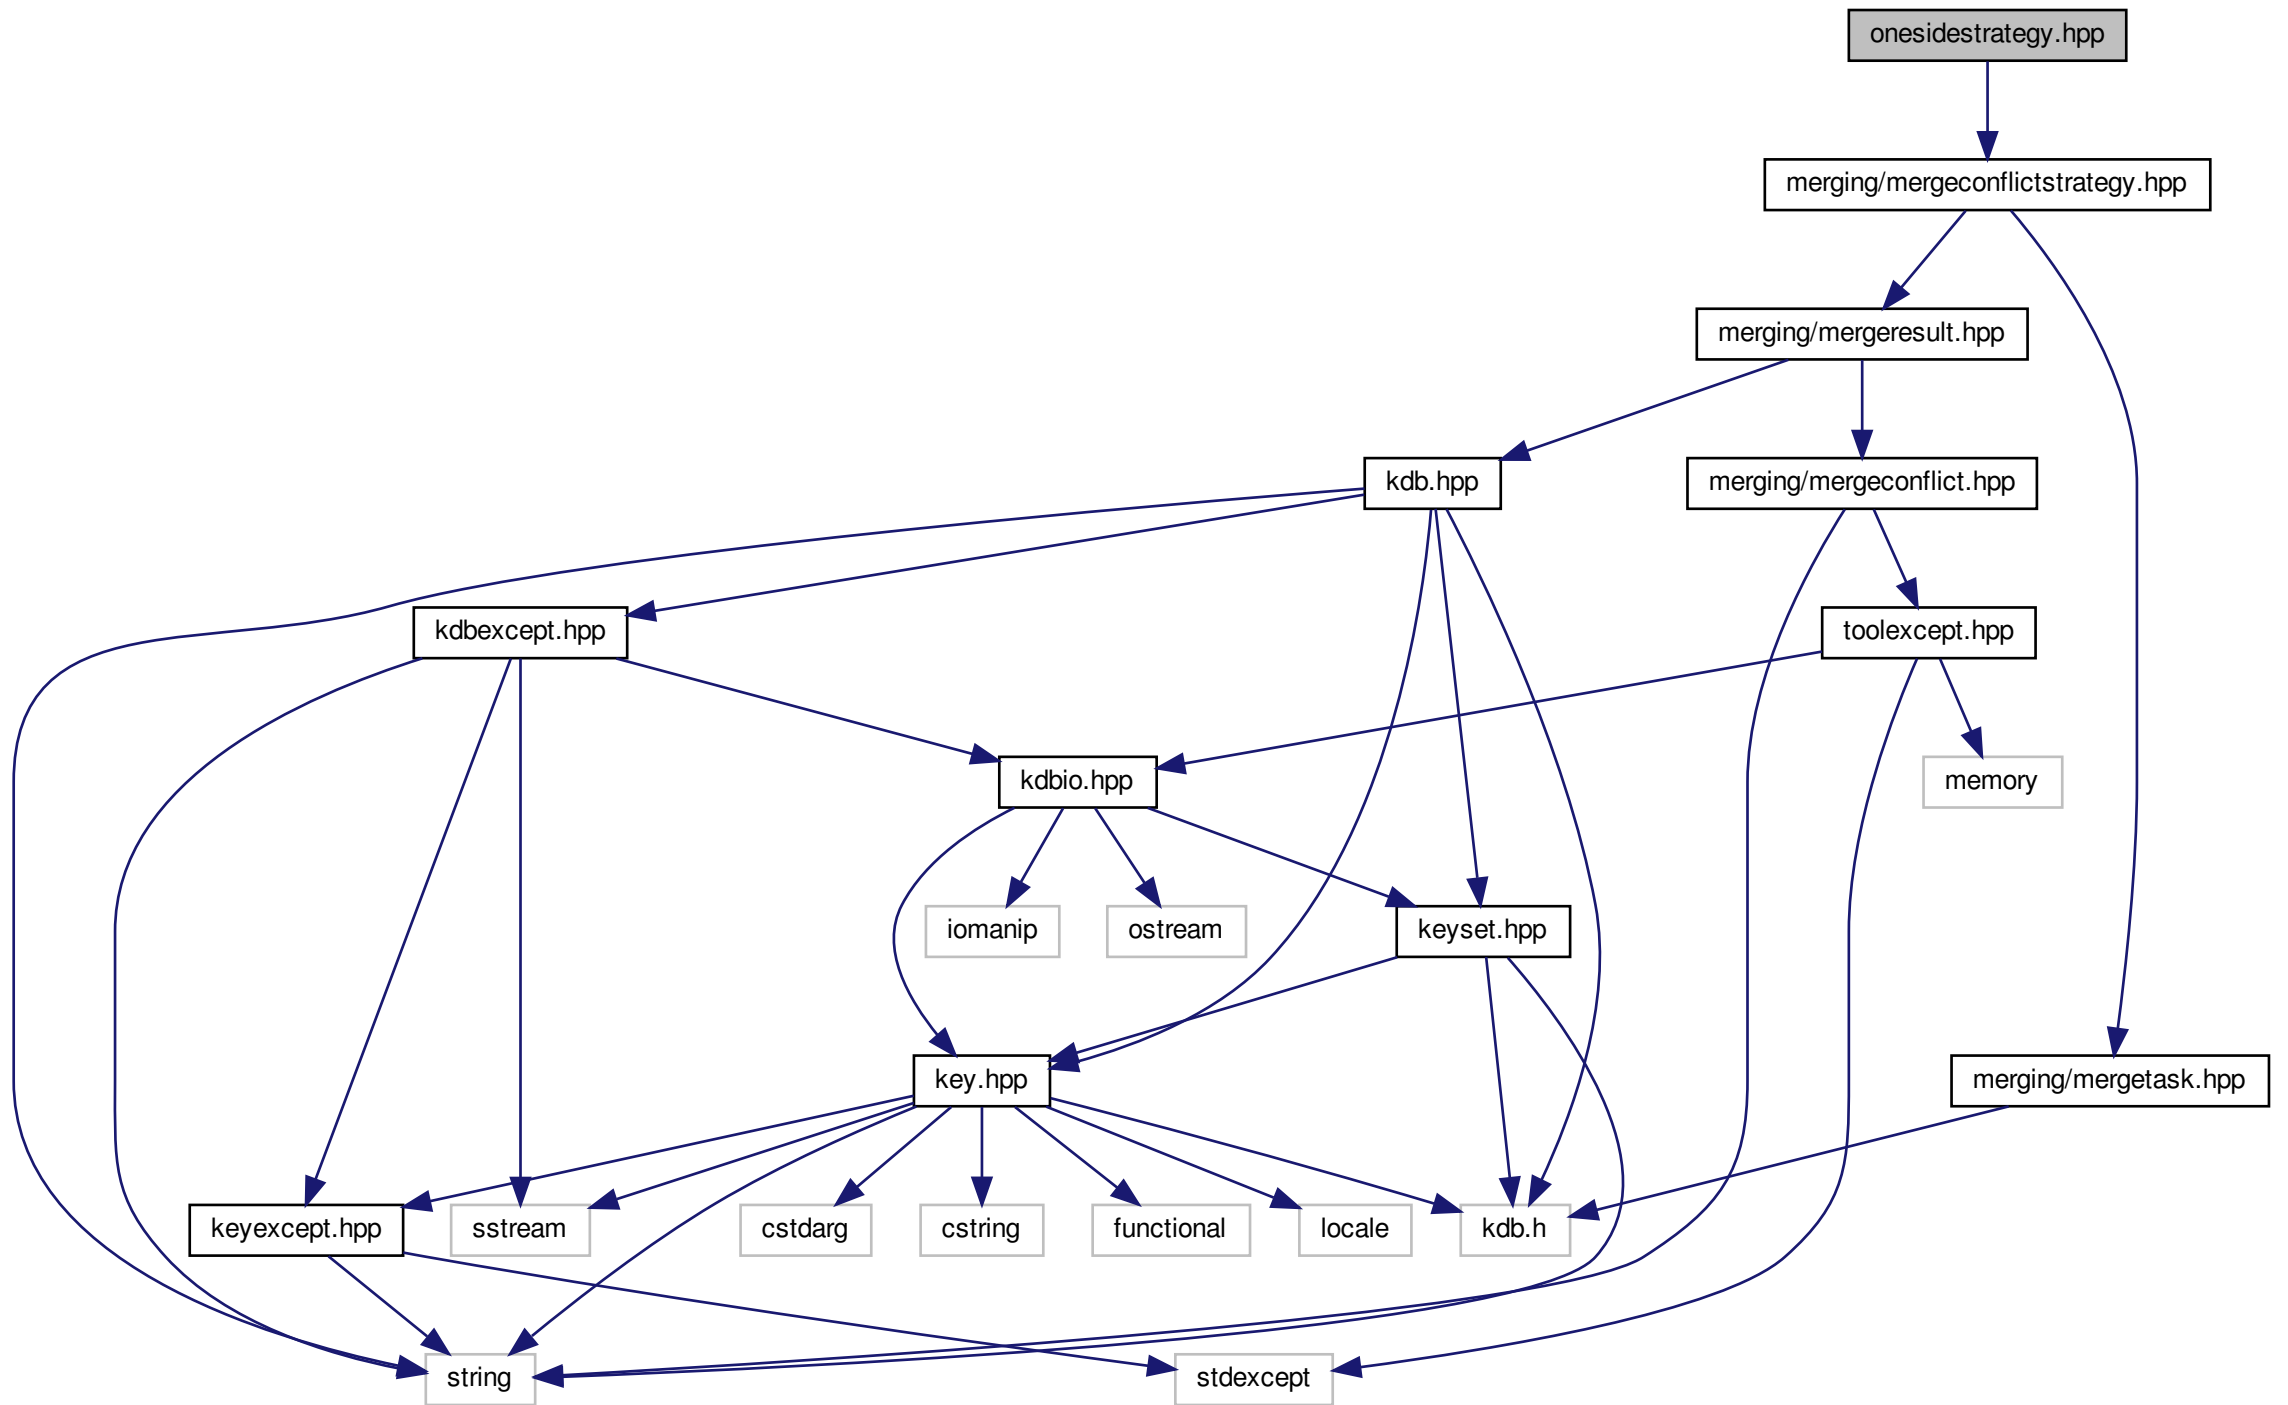 onesidestrategy.hpp
merging/mergeconflictstrategy.hpp
merging/mergeresult.hpp
kdb.hpp
merging/mergeconflict.hpp
kdbexcept.hpp
toolexcept.hpp
kdbio.hpp
memory
iomanip
ostream
keyset.hpp
key.hpp
merging/mergetask.hpp
keyexcept.hpp
sstream
cstdarg
cstring
functional
locale
kdb.h
string
stdexcept